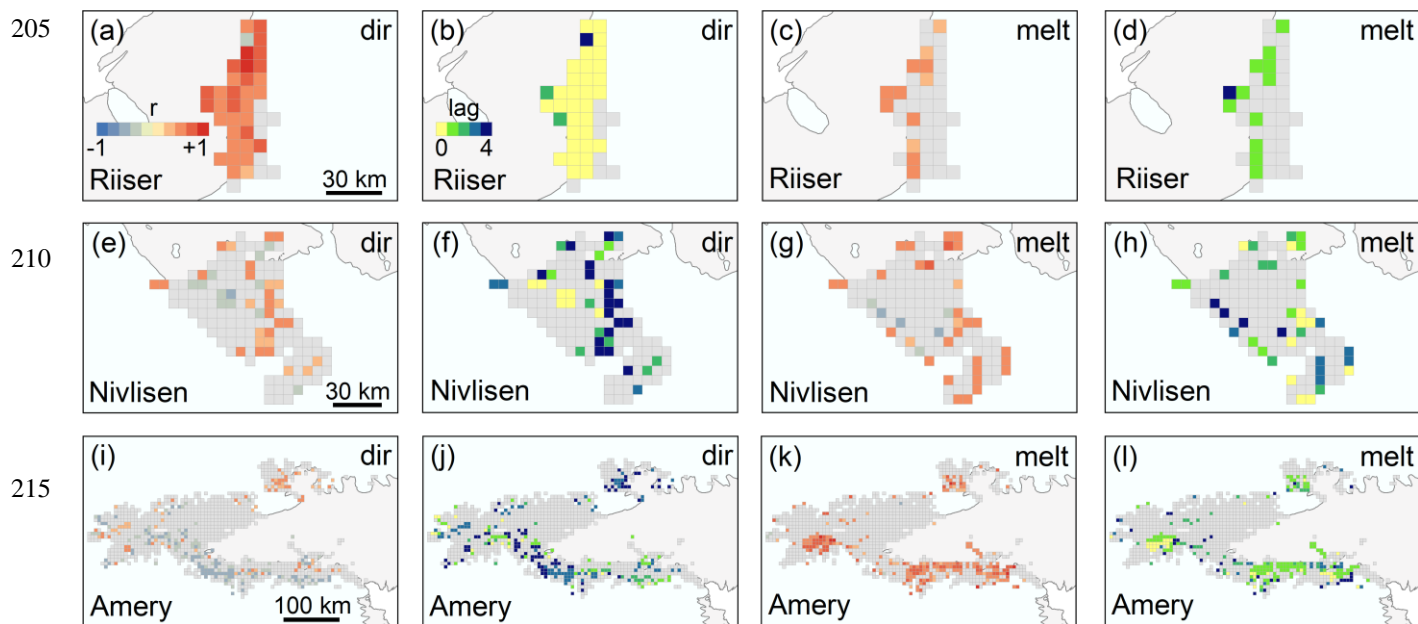 205
(a) dir
r
-1 +1
Riiser 30 km
(b) dir
lag
0 4
Riiser
(c) melt
Riiser
(d) melt
Riiser
210
(e) dir
Nivlisen 30 km
(f) dir
Nivlisen
(g) melt
Nivlisen
(h) melt
Nivlisen
215
(i) dir
Amery 100 km
(j) dir
Amery
(k) melt
Amery
(l) melt
Amery